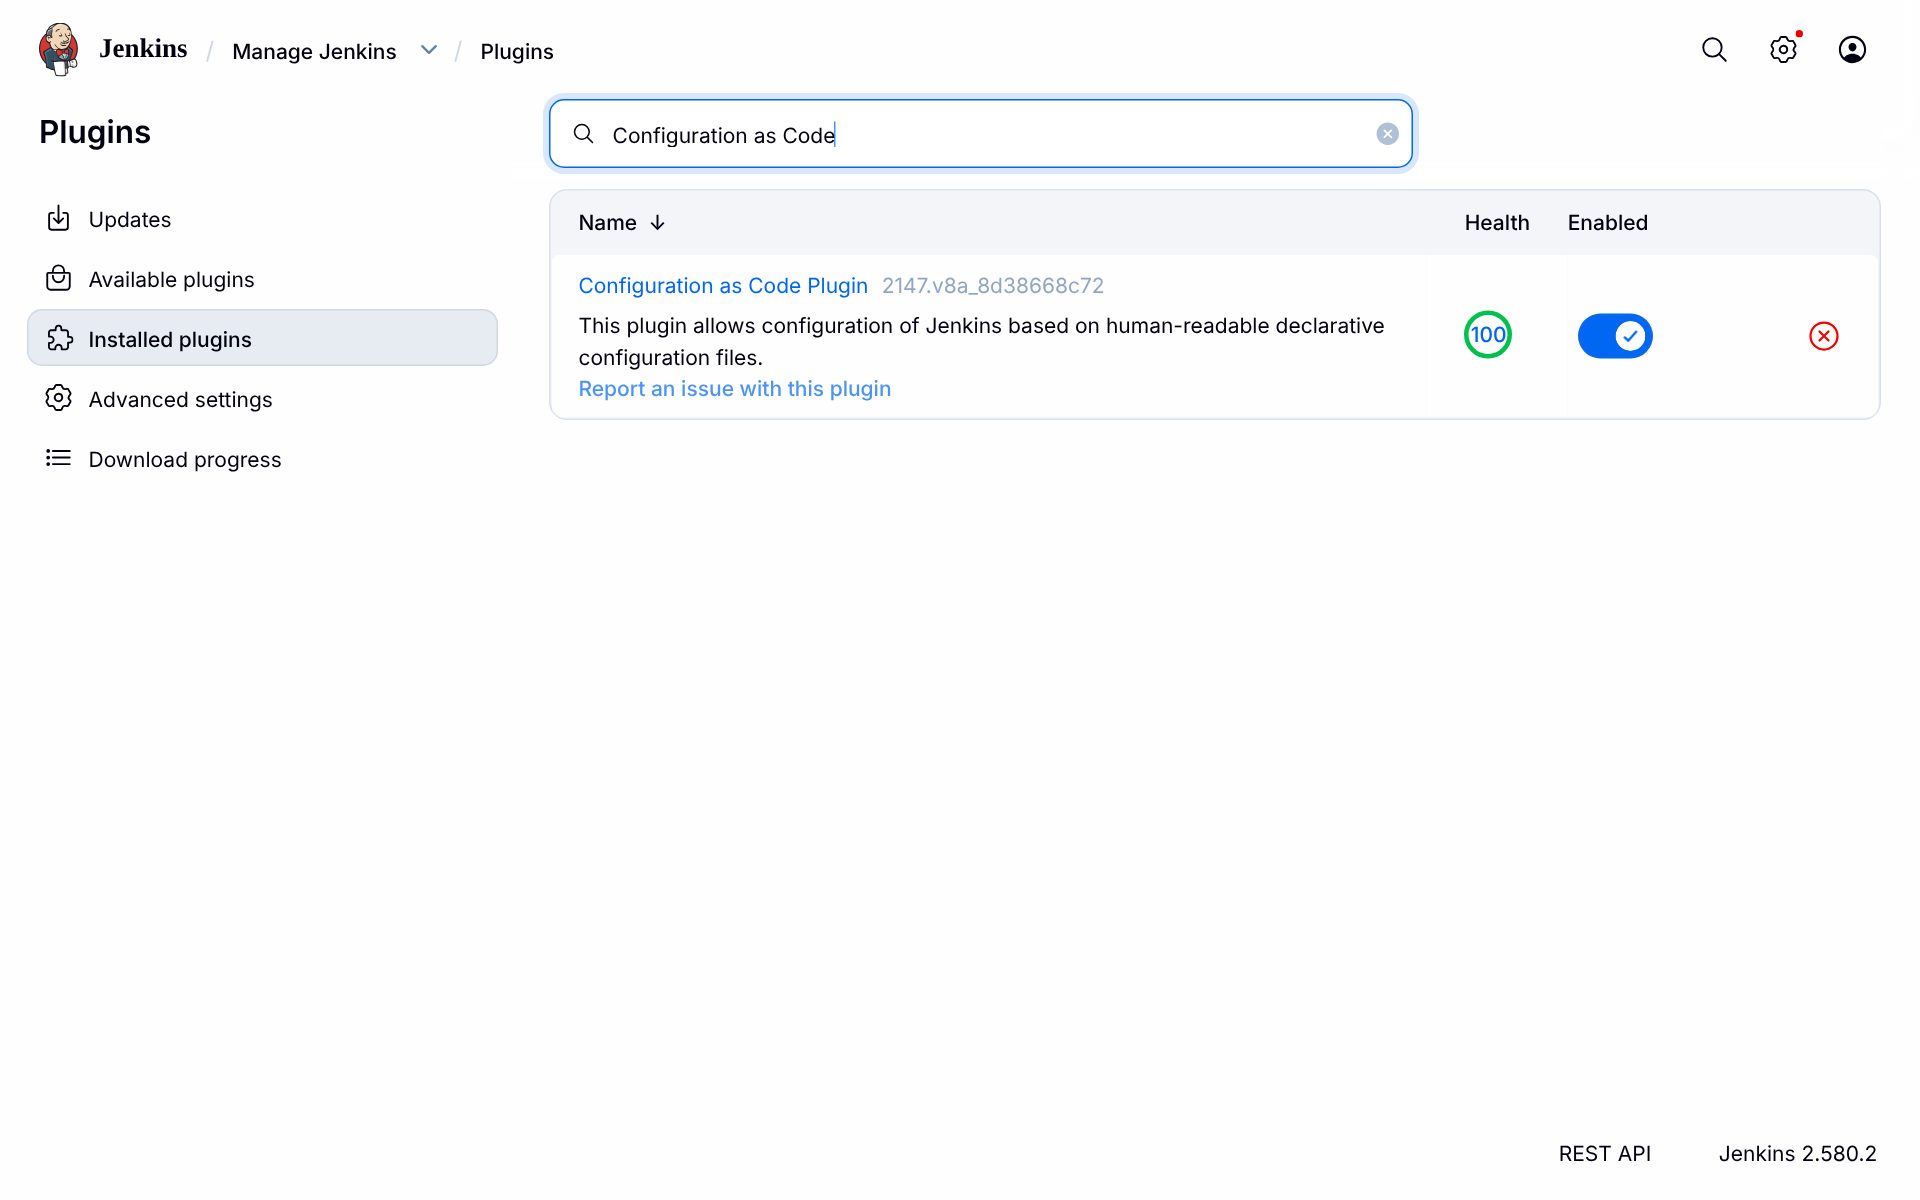 Jenkins / Manage Jenkins / Plugins
Plugins
Configuration as Code
Updates
Available plugins
Installed plugins
Advanced settings
Download progress
Name Health Enabled
Configuration as Code Plugin 2147.v8a_8d38668c72
This plugin allows configuration of Jenkins based on human-readable declarative
configuration files.
Report an issue with this plugin
100
REST API Jenkins 2.580.2